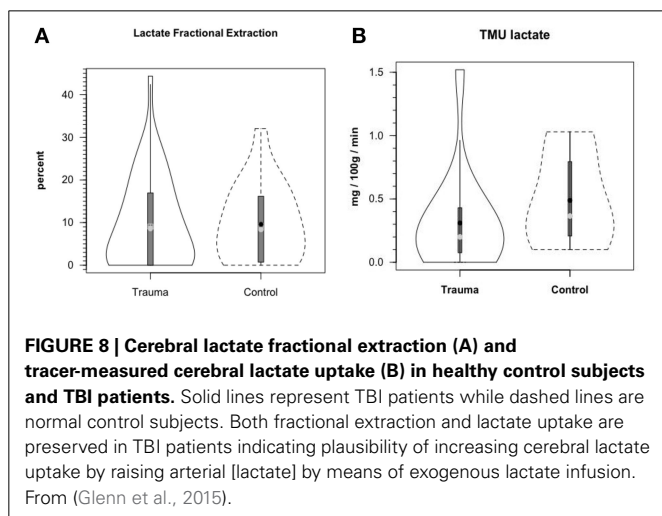 A
Lactate Fractional Extraction
percent
40
30
20
10
0
Trauma
Control
B
TMU lactate
mg / 100g / min
1.5
1.0
0.5
0.0
Trauma
Control
FIGURE 8 | Cerebral lactate fractional extraction (A) and
tracer-measured cerebral lactate uptake (B) in healthy control subjects
and TBI patients. Solid lines represent TBI patients while dashed lines are
normal control subjects. Both fractional extraction and lactate uptake are
preserved in TBI patients indicating plausibility of increasing cerebral lactate
uptake by raising arterial [lactate] by means of exogenous lactate infusion.
From (Glenn et al., 2015).